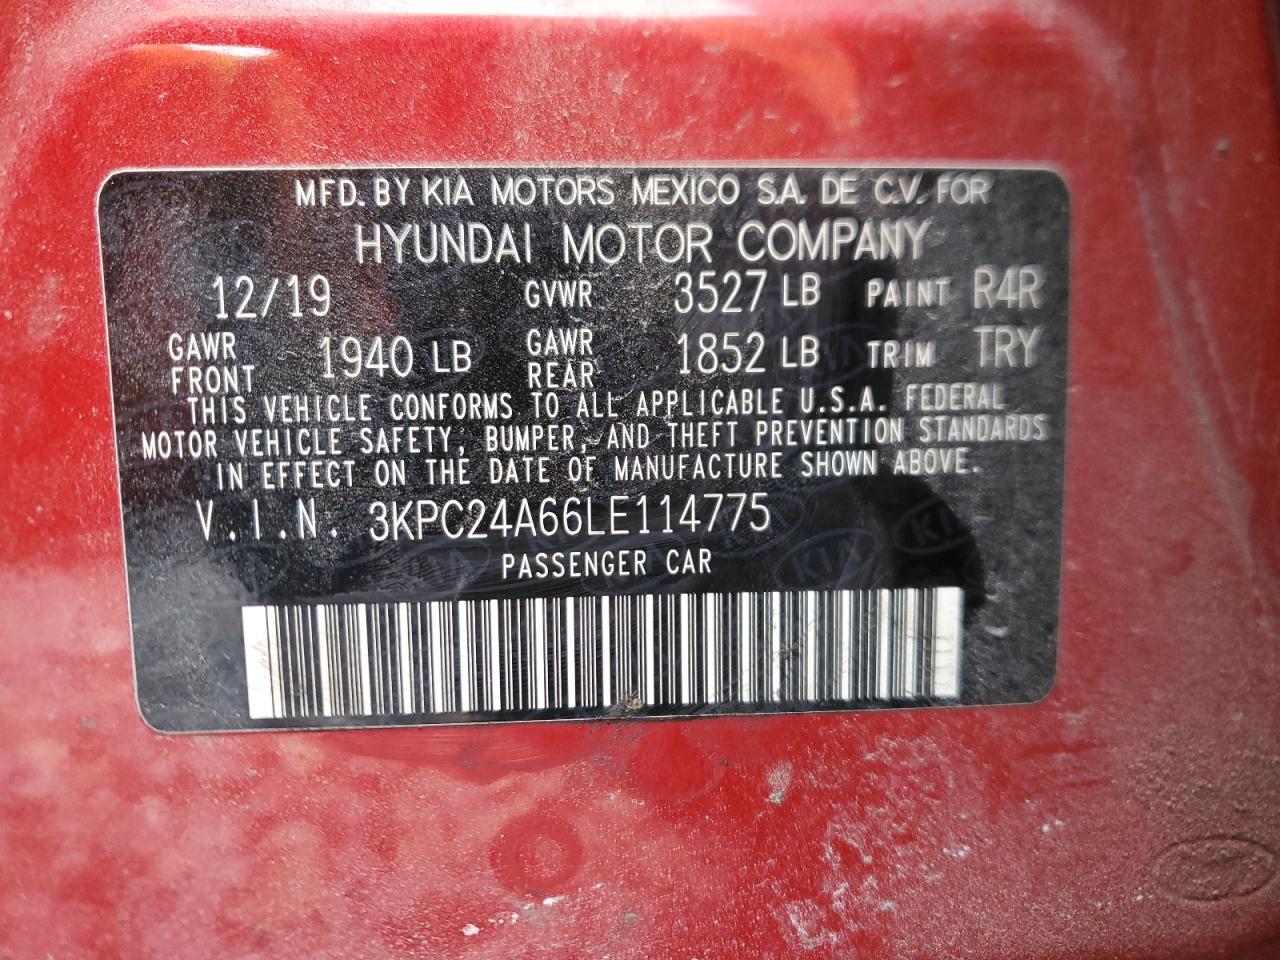 MFD. BY KIA MOTORS MEXICO S.A. DE C.V. FOR
HYUNDAI MOTOR COMPANY
12/19 GVWR 3527 LB PAINT R4R
GAWR FRONT 1940 LB GAWR REAR 1852 LB TRIM TRY
THIS VEHICLE CONFORMS TO ALL APPLICABLE U.S.A. FEDERAL
MOTOR VEHICLE SAFETY, BUMPER, AND THEFT PREVENTION STANDARDS
IN EFFECT ON THE DATE OF MANUFACTURE SHOWN ABOVE.
V.I.N. 3KPC24A66LE114775
PASSENGER CAR
KIA